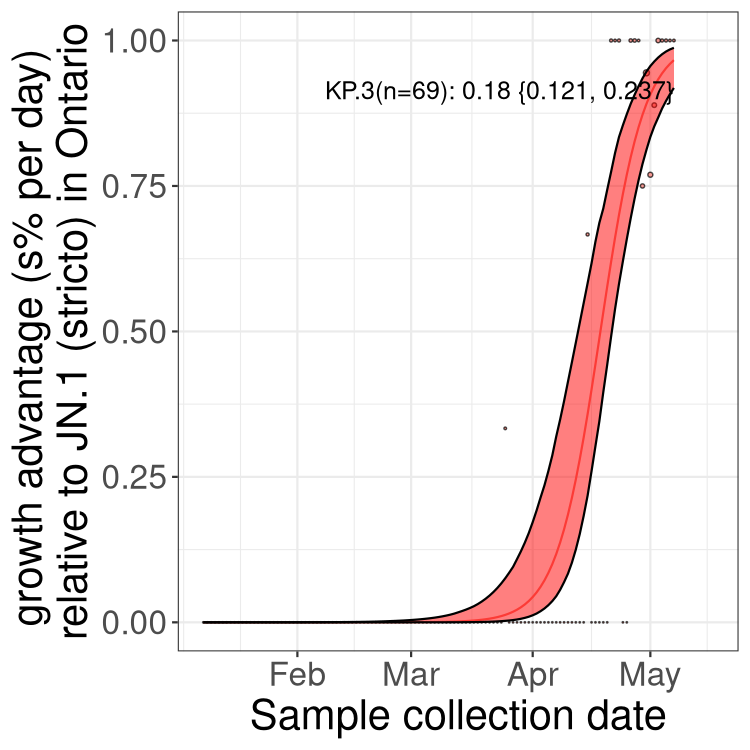 growth advantage (s% per day)
relative to JN.1 (stricto) in Ontario
1.00
0.75
0.50
0.25
0.00
KP.3(n=69): 0.18 {0.121, 0.237}
Feb Mar Apr May
Sample collection date